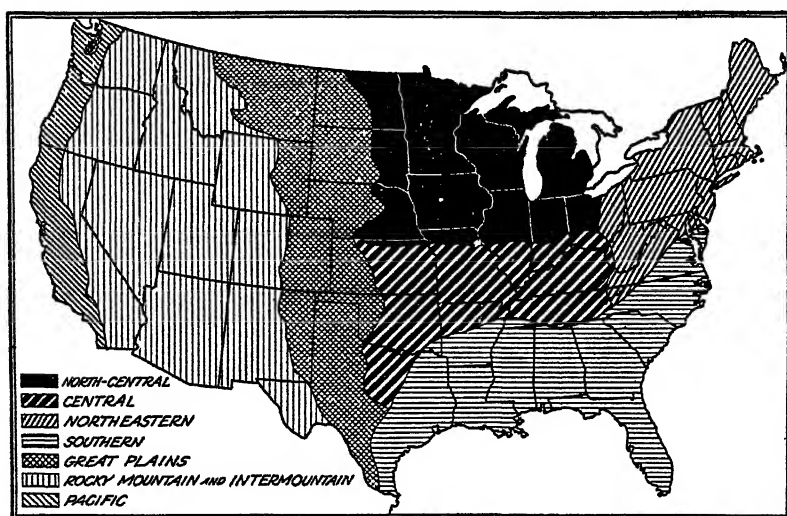 NORTH-CENTRAL
CENTRAL
NORTHEASTERN
SOUTHERN
GREAT PLAINS
ROCKY MOUNTAIN AND INTERMOUNTAIN
PACIFIC